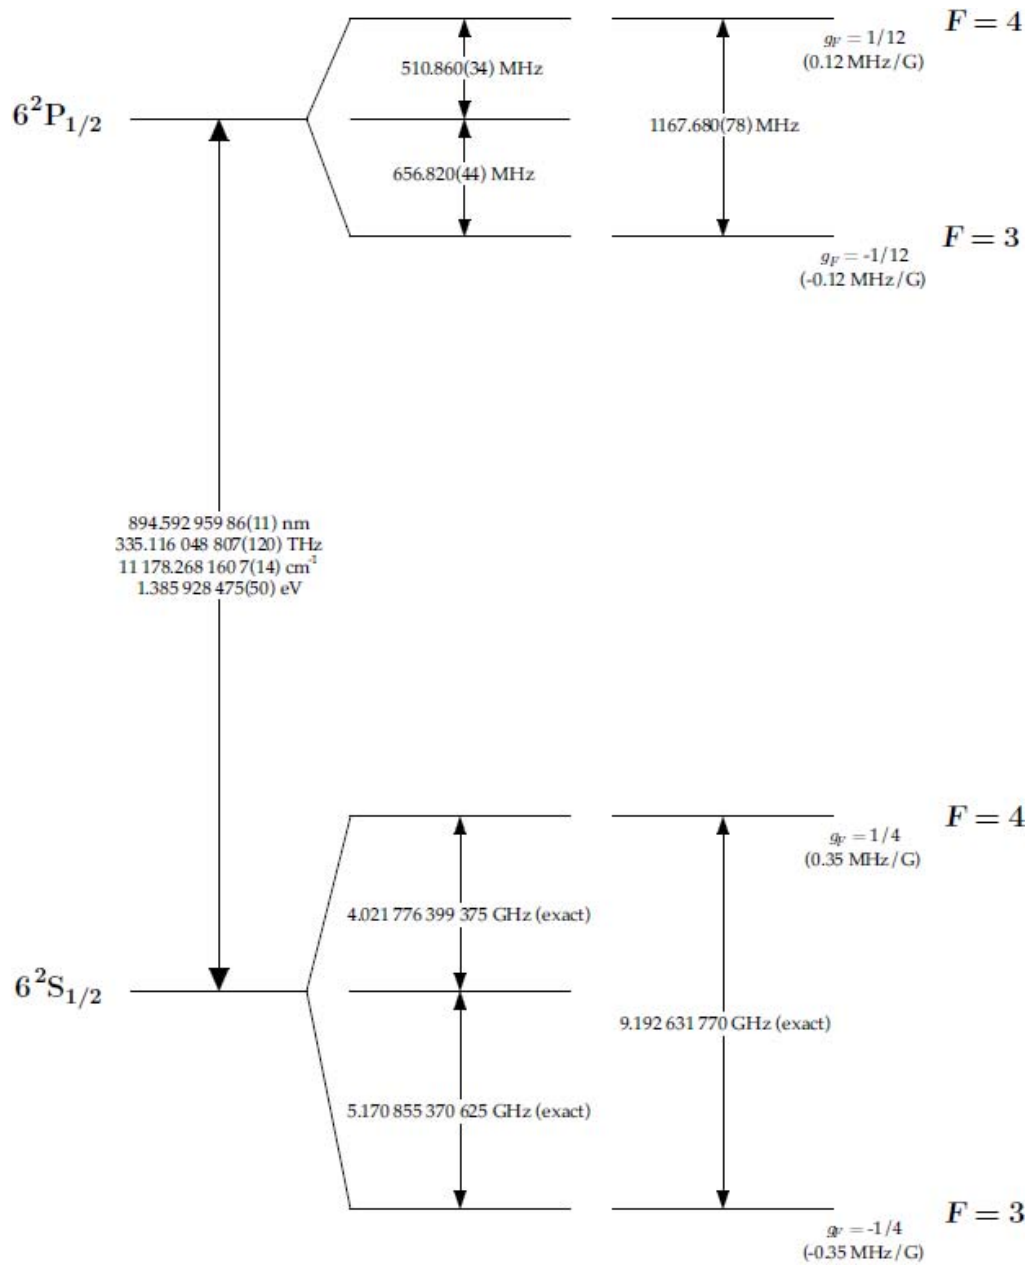 F = 4
g_F = 1/12
(0.12 MHz/G)
510.860(34) MHz
6²P₁/₂
1167.680(78) MHz
656.820(44) MHz
F = 3
g_F = -1/12
(-0.12 MHz/G)
894.592 959 86(11) nm
335.116 048 807(120) THz
11 178.268 160 7(14) cm⁻¹
1.385 928 475(50) eV
F = 4
g_F = 1/4
(0.35 MHz/G)
4.021 776 399 375 GHz (exact)
6²S₁/₂
9.192 631 770 GHz (exact)
5.170 855 370 625 GHz (exact)
F = 3
g_F = -1/4
(-0.35 MHz/G)